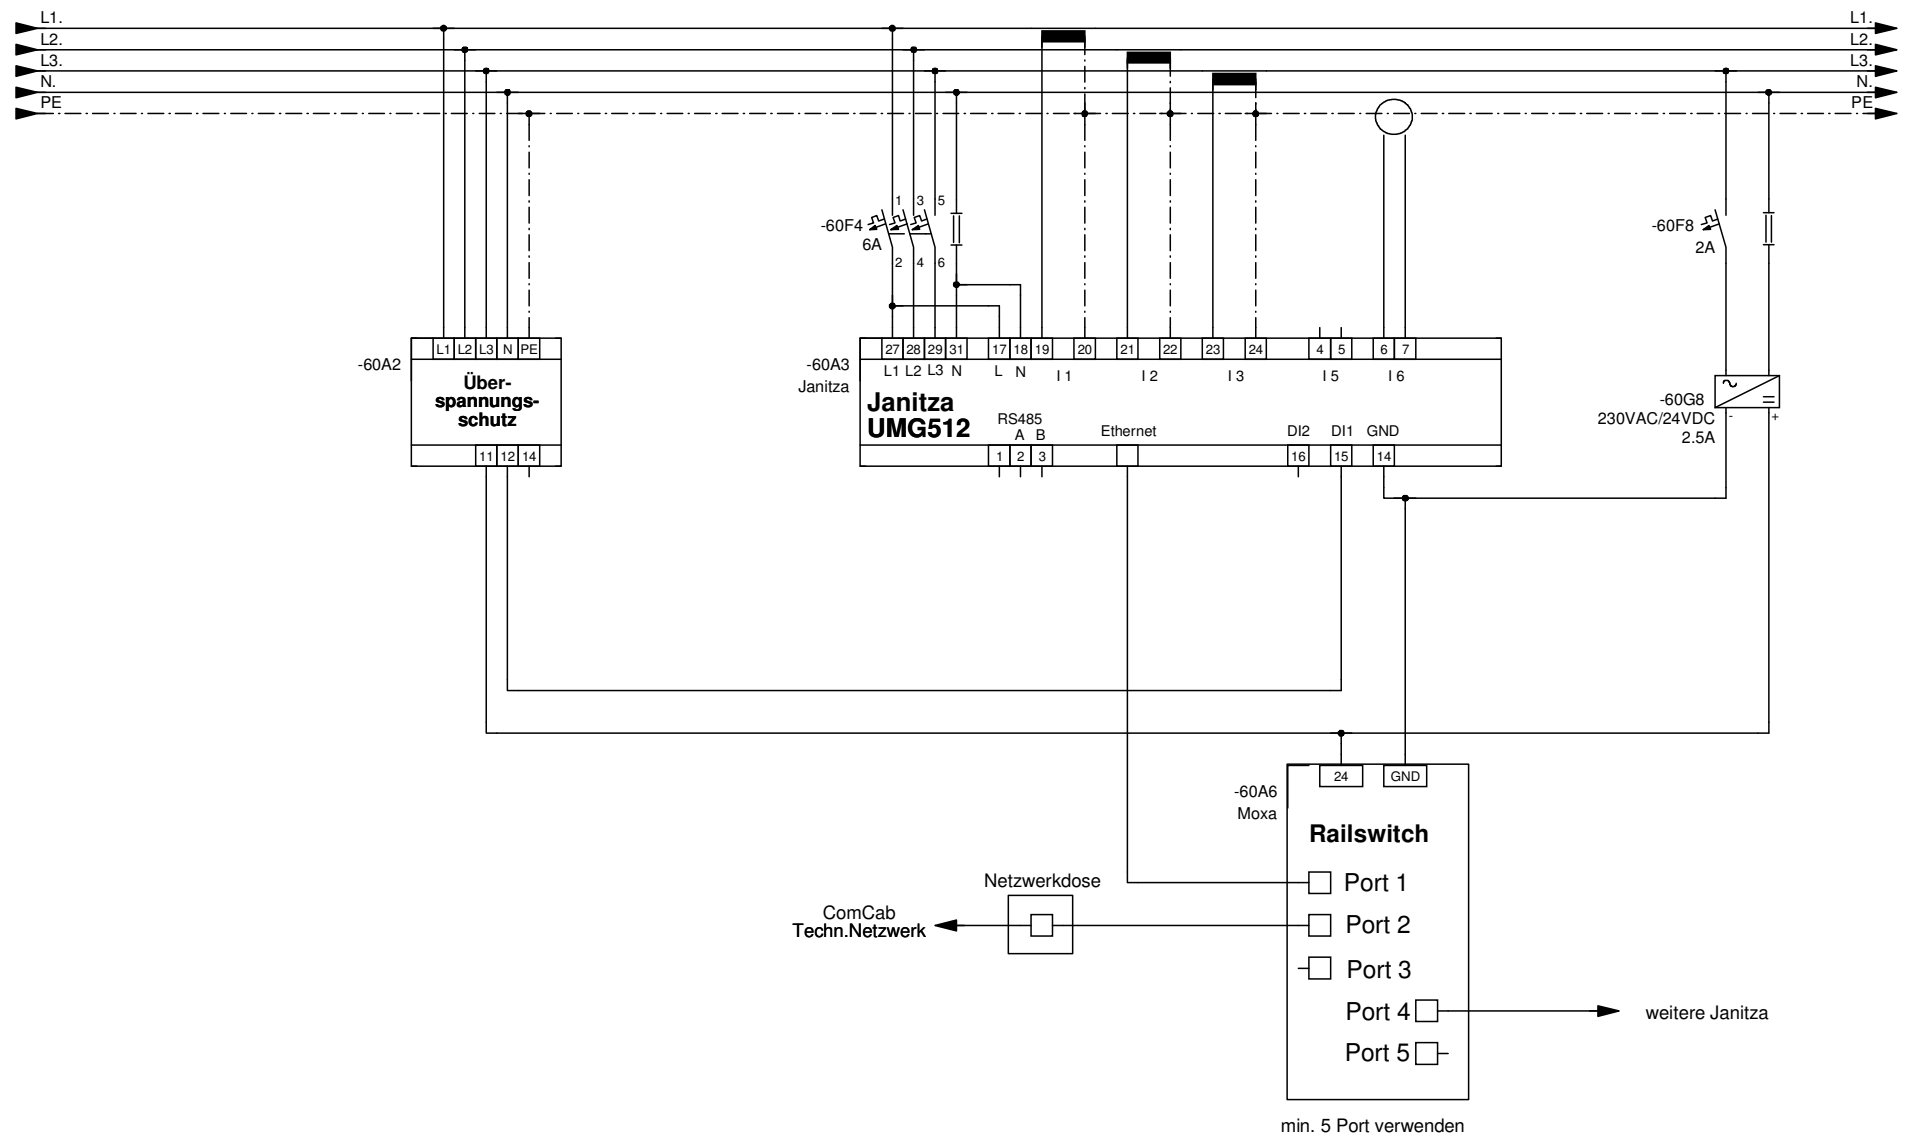 L1. L1.
L2. L2.
L3. L3.
N. N.
PE PE
1 3 5
-60F4
6A
2 4 6
-60F8
2A
-60A2
L1 L2 L3 N PE
Über-
spannungs-
schutz
11 12 14
-60A3
Janitza
27 28 29 31 17 18 19 20 21 22 23 24 4 5 6 7
L1 L2 L3 N L N I 1 I 2 I 3 I 5 I 6
Janitza
UMG512
RS485
A B
Ethernet
DI2 DI1 GND
1 2 3 16 15 14
-60G8
230VAC/24VDC
2.5A
- +
24 GND
-60A6
Moxa
Railswitch
Port 1
Port 2
Port 3
Port 4
Port 5
Netzwerkdose
ComCab
Techn.Netzwerk
weitere Janitza
min. 5 Port verwenden